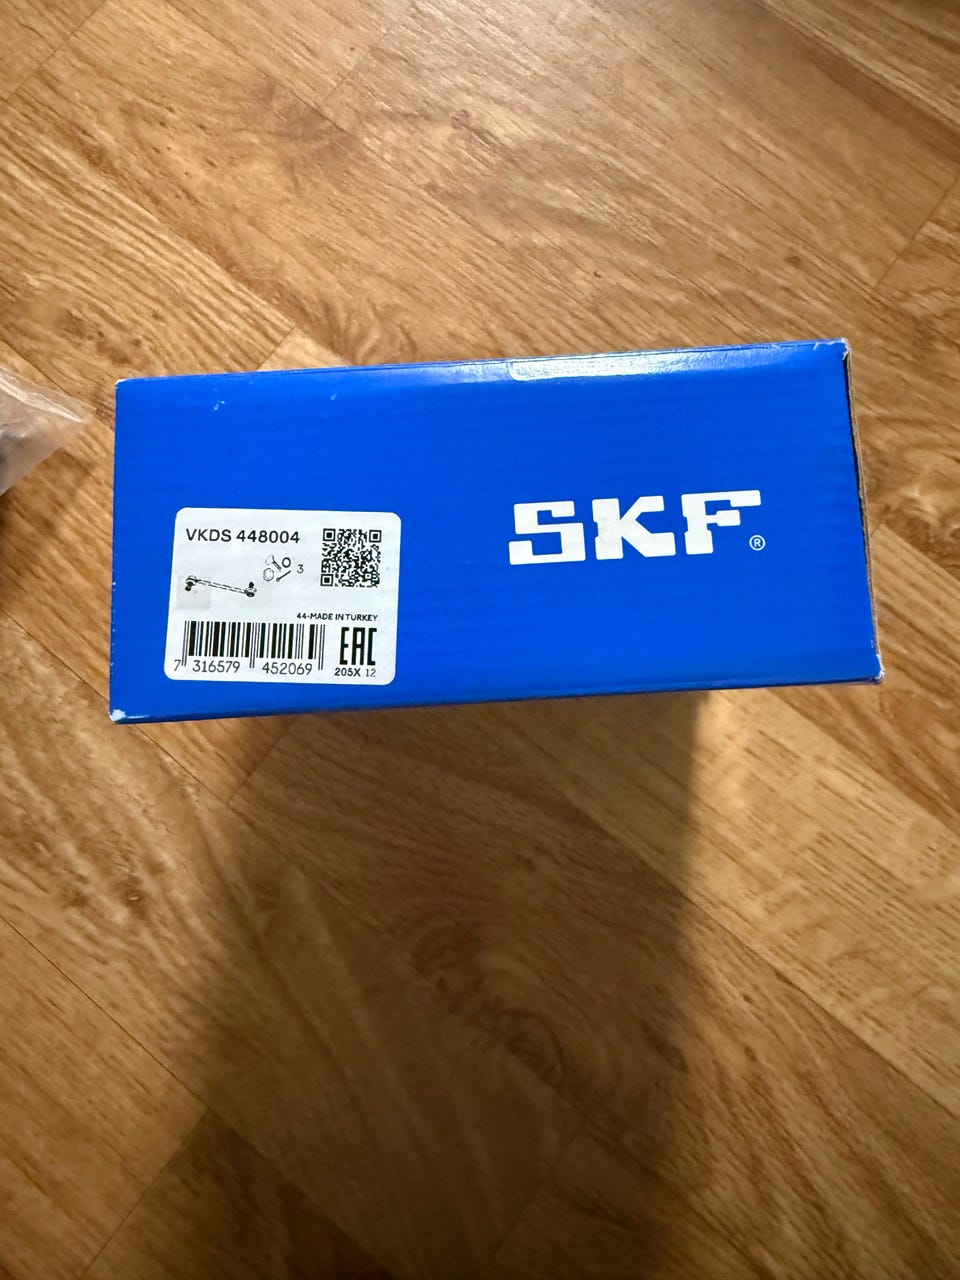 VKDS 448004
3
44-MADE IN TURKEY
EAC
7 316579 452069
205X 12
SKF®